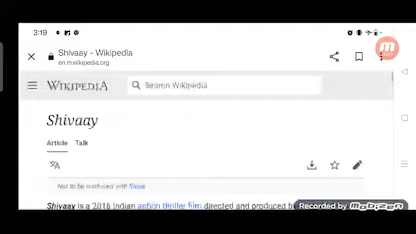 3:19
Shivaay - Wikipedia
en.m.wikipedia.org
WIKIPEDIA
Search Wikipedia
Shivaay
Article Talk
Not to be confused with Shiva
Shivaay is a 2016 Indian action thriller film directed and produced by
Recorded by mobizen